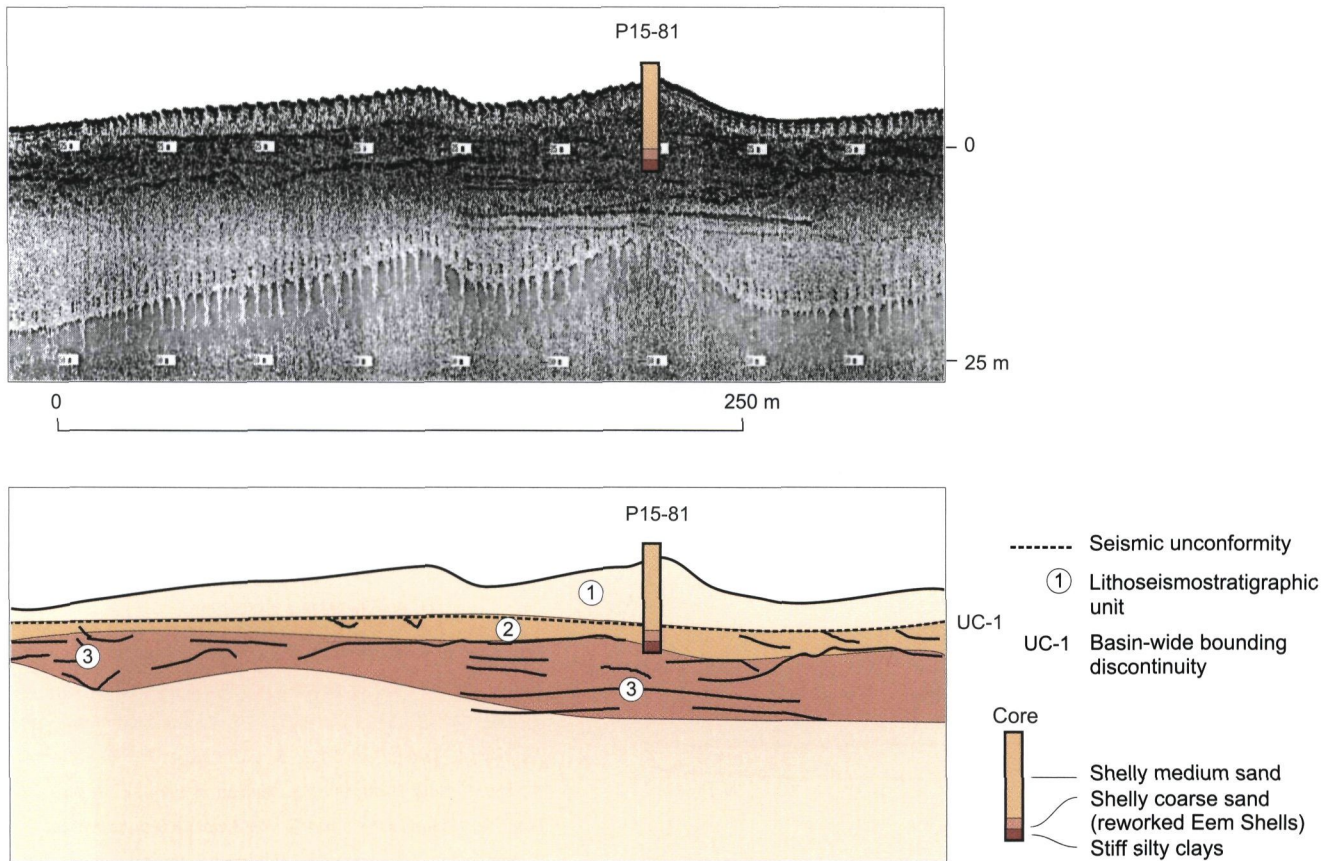 P15-81
0
25 m
0
250 m
P15-81
1
2
3
3
UC-1
Seismic unconformity
1 Lithoseismostratigraphic
unit
UC-1 Basin-wide bounding
discontinuity
Core
Shelly medium sand
Shelly coarse sand
(reworked Eem Shells)
Stiff silty clays